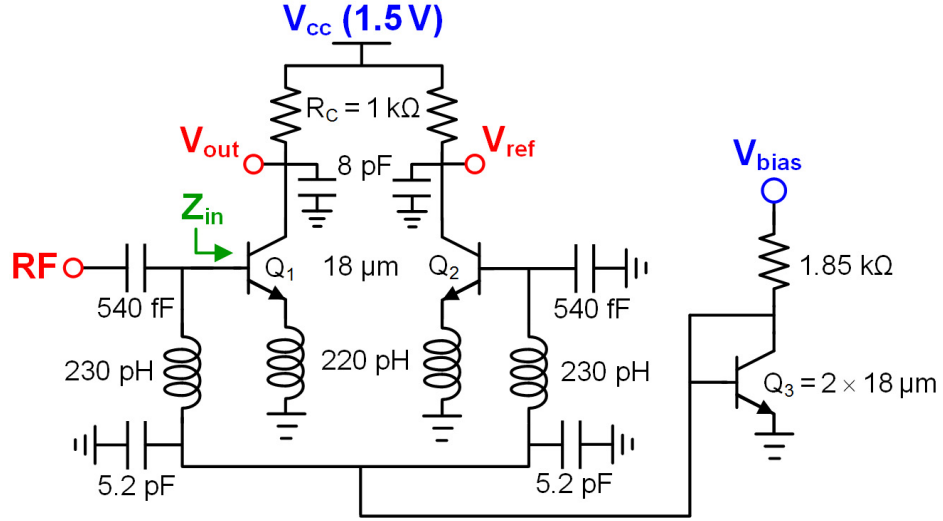 Vcc (1.5 V)
RC = 1 kΩ
Vout
8 pF
Vref
Vbias
Zin
RF
Q1
18 μm
Q2
1.85 kΩ
540 fF
540 fF
230 pH
220 pH
230 pH
Q3 = 2 × 18 μm
5.2 pF
5.2 pF